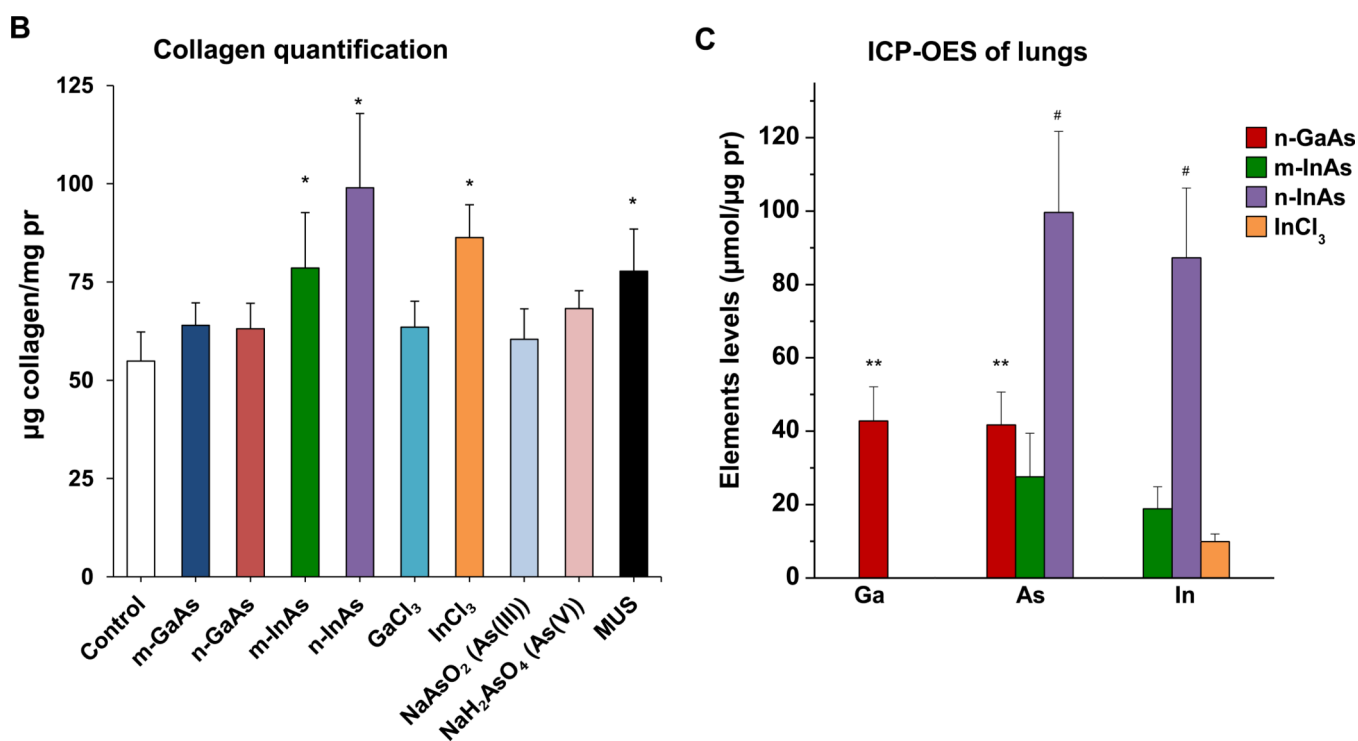 B
Collagen quantification
µg collagen/mg pr
125
100
75
50
25
0
*
*
*
*
Control
m-GaAs
n-GaAs
m-InAs
n-InAs
GaCl₃
InCl₃
NaAsO₂ (As(III))
NaH₂AsO₄ (As(V))
MUS
C
ICP-OES of lungs
Elements levels (µmol/µg pr)
120
100
80
60
40
20
0
**
**
#
#
Ga
As
In
n-GaAs
m-InAs
n-InAs
InCl₃